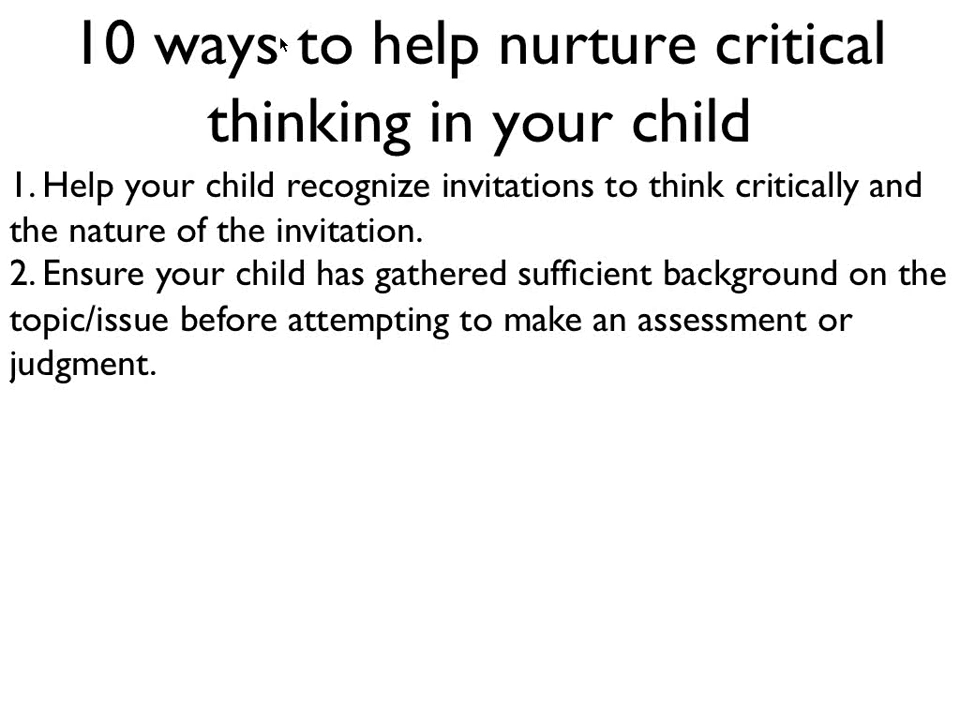 10 ways to help nurture critical
thinking in your child
1. Help your child recognize invitations to think critically and
the nature of the invitation.
2. Ensure your child has gathered sufficient background on the
topic/issue before attempting to make an assessment or
judgment.